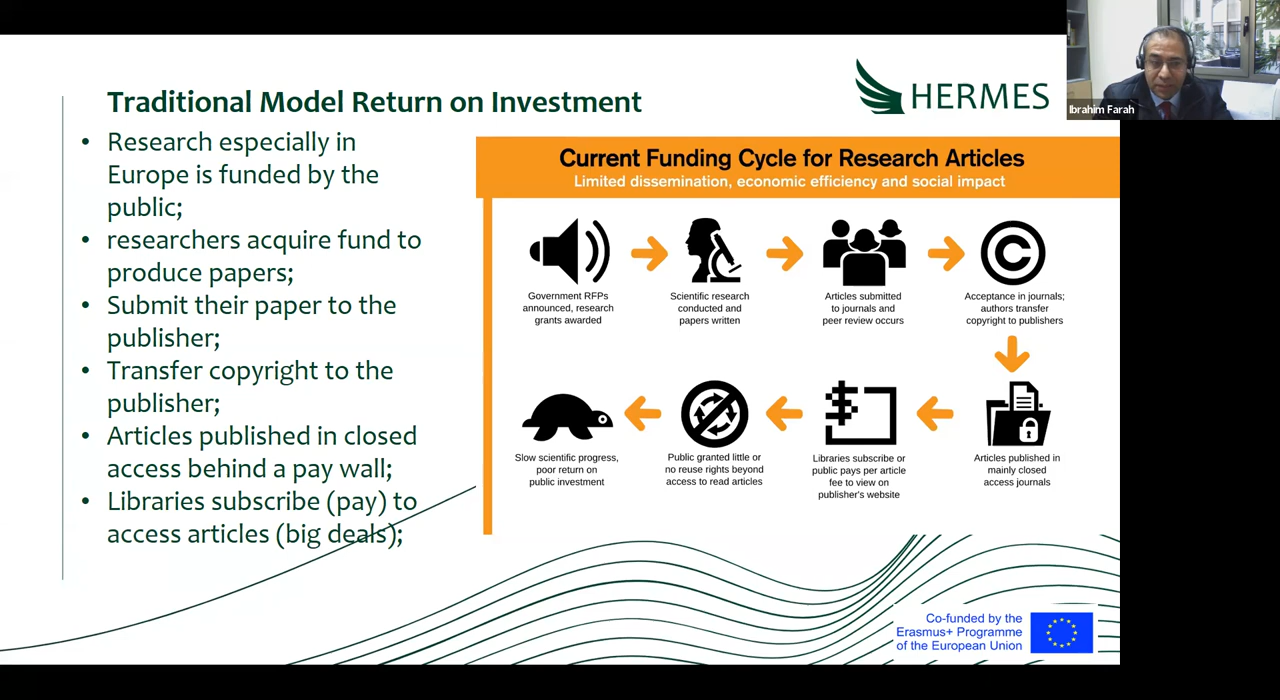 Traditional Model Return on Investment
• Research especially in
Europe is funded by the
public;
• researchers acquire fund to
produce papers;
• Submit their paper to the
publisher;
• Transfer copyright to the
publisher;
• Articles published in closed
access behind a pay wall;
• Libraries subscribe (pay) to
access articles (big deals);
HERMES
Ibrahim Farah
Current Funding Cycle for Research Articles
Limited dissemination, economic efficiency and social impact
Government RFPs
announced, research
grants awarded
Scientific research
conducted and
papers written
Articles submitted
to journals and
peer review occurs
Acceptance in journals;
authors transfer
copyright to publishers
Slow scientific progress,
poor return on
public investment
Public granted little or
no reuse rights beyond
access to read articles
Libraries subscribe or
public pays per article
fee to view on
publisher's website
Articles published in
mainly closed
access journals
Co-funded by the
Erasmus+ Programme
of the European Union